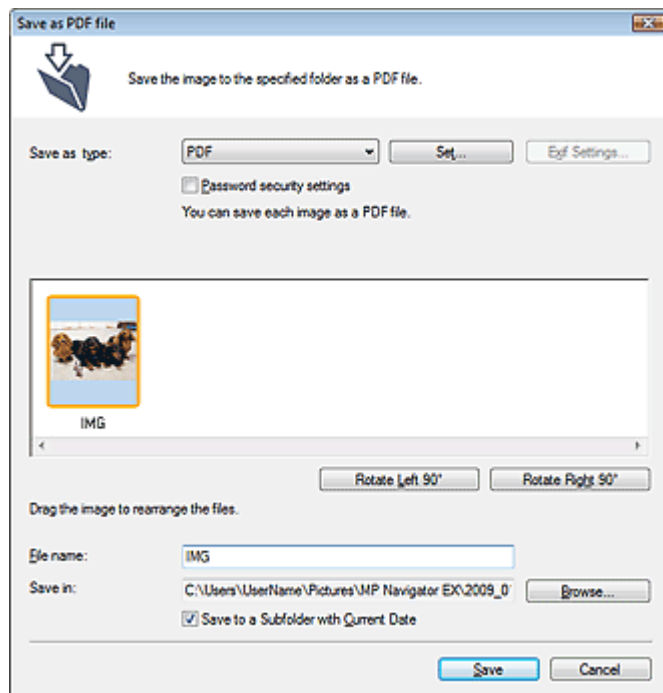 Save as PDF file
Save the image to the specified folder as a PDF file.
Save as type: PDF Set... Exif Settings...
Password security settings
You can save each image as a PDF file.
IMG
Rotate Left 90° Rotate Right 90°
Drag the image to rearrange the files.
File name: IMG
Save in: C:\Users\UserName\Pictures\MP Navigator EX\2009_0 Browse...
Save to a Subfolder with Current Date
Save Cancel